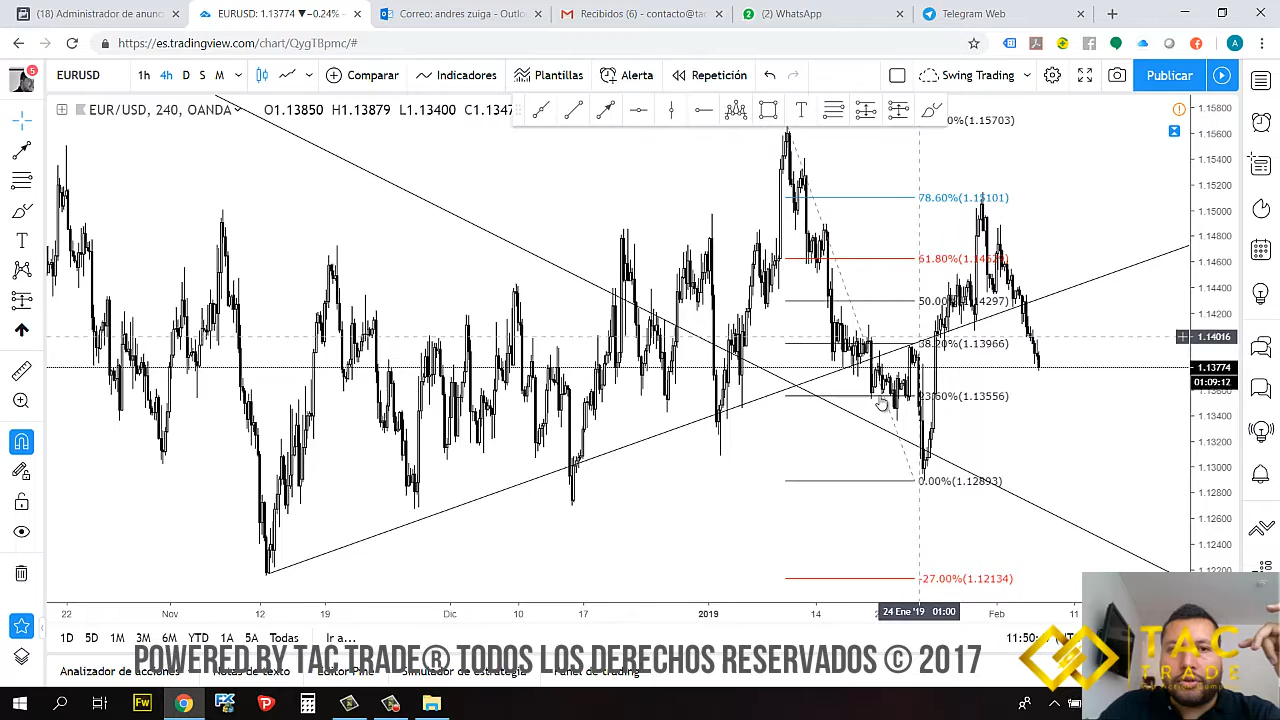 (18) Administrador de anunc
EURUSD: 1.13774 ▼−0.24%
Correo: andres zuiga - Outlo
Recibidos (6) - contacto@tac
(2) WhatsApp
Telegram Web
https://es.tradingview.com/chart/QygTBpmc/#
A
5
EURUSD
1h 4h D S M
Comparar
Indicadores
Plantillas
Alerta
Repetición
Swing Trading
Publicar
EUR/USD, 240, OANDA
O1.13850 H1.13879 L1.13400 C1.1347
0%(1.15703)
78.60%(1.15101)
50.00%(1.14297)
38.20%(1.13966)
23.60%(1.13556)
0.00%(1.12893)
-27.00%(1.12134)
1.15800
1.15600
1.15400
1.15200
1.15000
1.14800
1.14600
1.14400
1.14200
1.14016
1.13774
01:09:12
1.13400
1.13200
1.13000
1.12800
1.12600
1.12400
1.12200
22
Nov
12
19
Dic
10
17
2019
14
24 Ene '19 01:00
Feb
11
1D 5D 1M 3M 6M YTD 1A 5A Todas
Ir a...
11:50
Analizador de acciones
Notas de texto
Editor Pine
Simulador de estrategia
Panel de trading
POWERED BY TAC TRADE® TODOS LOS DERECHOS RESERVADOS © 2017
TAC
TRADE
Fw